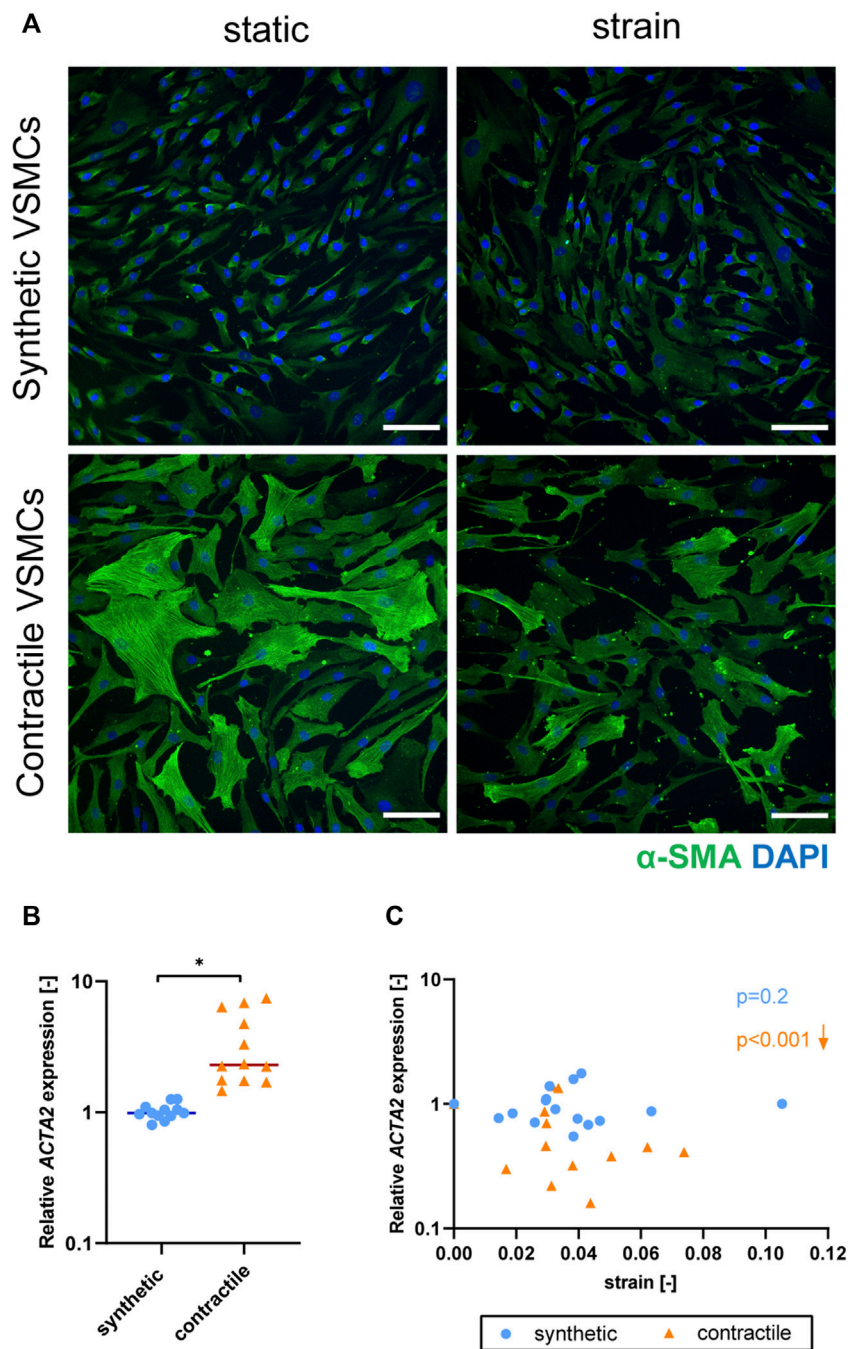 A
static
strain
Synthetic VSMCs
Contractile VSMCs
α-SMA DAPI
B
Relative ACTA2 expression [-]
10
1
0.1
*
synthetic
contractile
C
Relative ACTA2 expression [-]
10
1
0.1
p=0.2
p<0.001
0.00 0.02 0.04 0.06 0.08 0.10 0.12
strain [-]
synthetic contractile